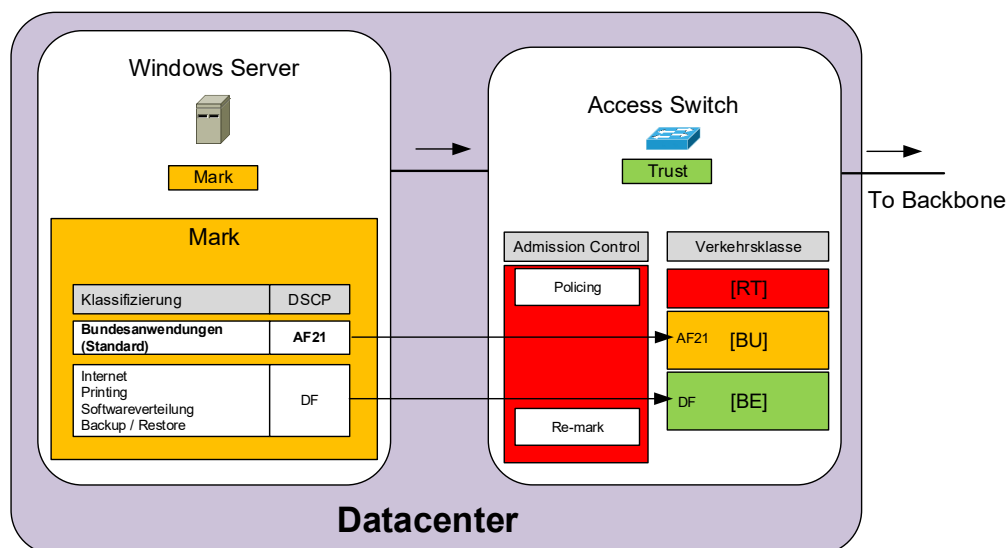 Windows Server
Mark
Mark
Klassifizierung
DSCP
Bundesanwendungen
(Standard)
AF21
Internet
Printing
Softwareverteilung
Backup / Restore
DF
Access Switch
Trust
Admission Control
Verkehrsklasse
Policing
[RT]
AF21
[BU]
DF
[BE]
Re-mark
To Backbone
Datacenter